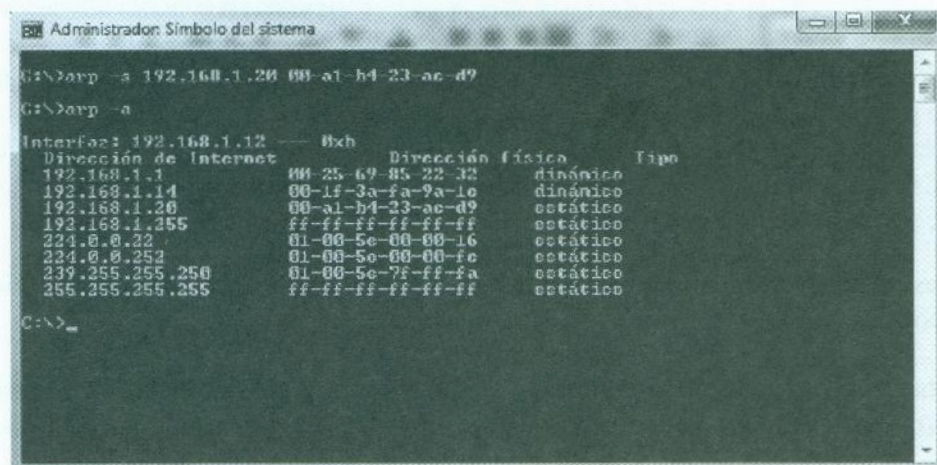 Administrador: Símbolo del sistema
C:\>arp -s 192.168.1.20 00-a1-b4-23-ac-d9
C:\>arp -a
Interfaz: 192.168.1.12 --- 0xb
Dirección de Internet Dirección física Tipo
192.168.1.1 00-25-69-85-22-32 dinámico
192.168.1.14 00-1f-3a-fa-9a-1c dinámico
192.168.1.20 00-a1-b4-23-ac-d9 estático
192.168.1.255 ff-ff-ff-ff-ff-ff estático
224.0.0.22 01-00-5e-00-00-16 estático
224.0.0.252 01-00-5e-00-00-fc estático
239.255.255.250 01-00-5e-7f-ff-fa estático
255.255.255.255 ff-ff-ff-ff-ff-ff estático
C:\>_